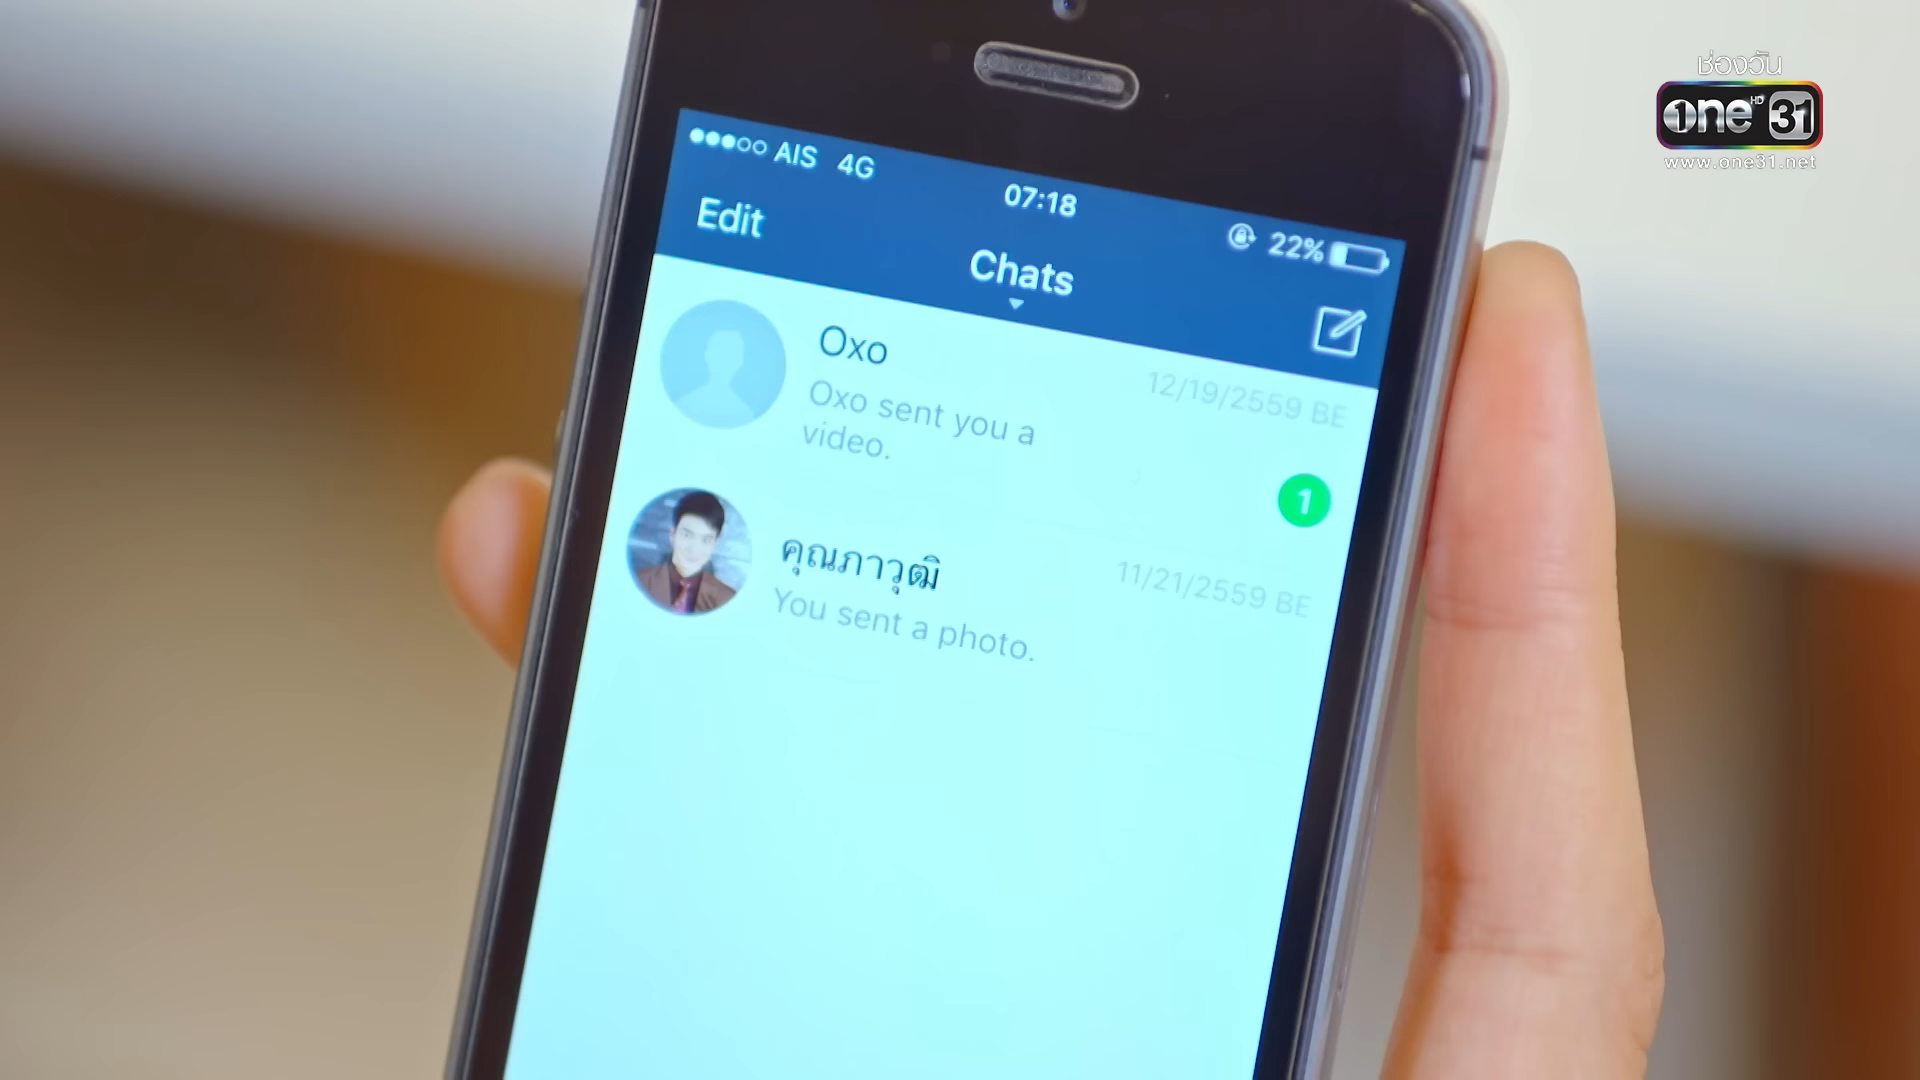 ช่องวัน
one HD 31
www.one31.net
AIS 4G
07:18
22%
Edit
Chats
Oxo
12/19/2559 BE
Oxo sent you a
video.
1
คุณภาวุฒิ
11/21/2559 BE
You sent a photo.